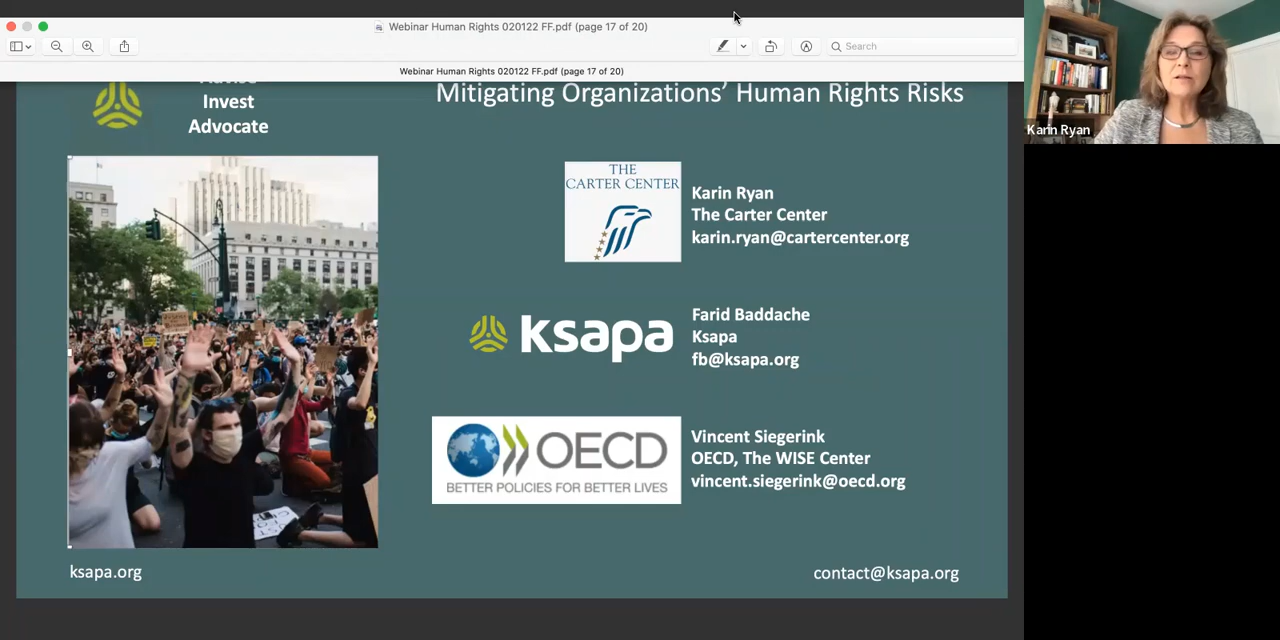 Webinar Human Rights 020122 FF.pdf (page 17 of 20)
Search
Webinar Human Rights 020122 FF.pdf (page 17 of 20)
Invest
Advocate
Mitigating Organizations' Human Rights Risks
THE
CARTER CENTER
Karin Ryan
The Carter Center
karin.ryan@cartercenter.org
ksapa
Farid Baddache
Ksapa
fb@ksapa.org
OECD
BETTER POLICIES FOR BETTER LIVES
Vincent Siegerink
OECD, The WISE Center
vincent.siegerink@oecd.org
ksapa.org
contact@ksapa.org
Karin Ryan